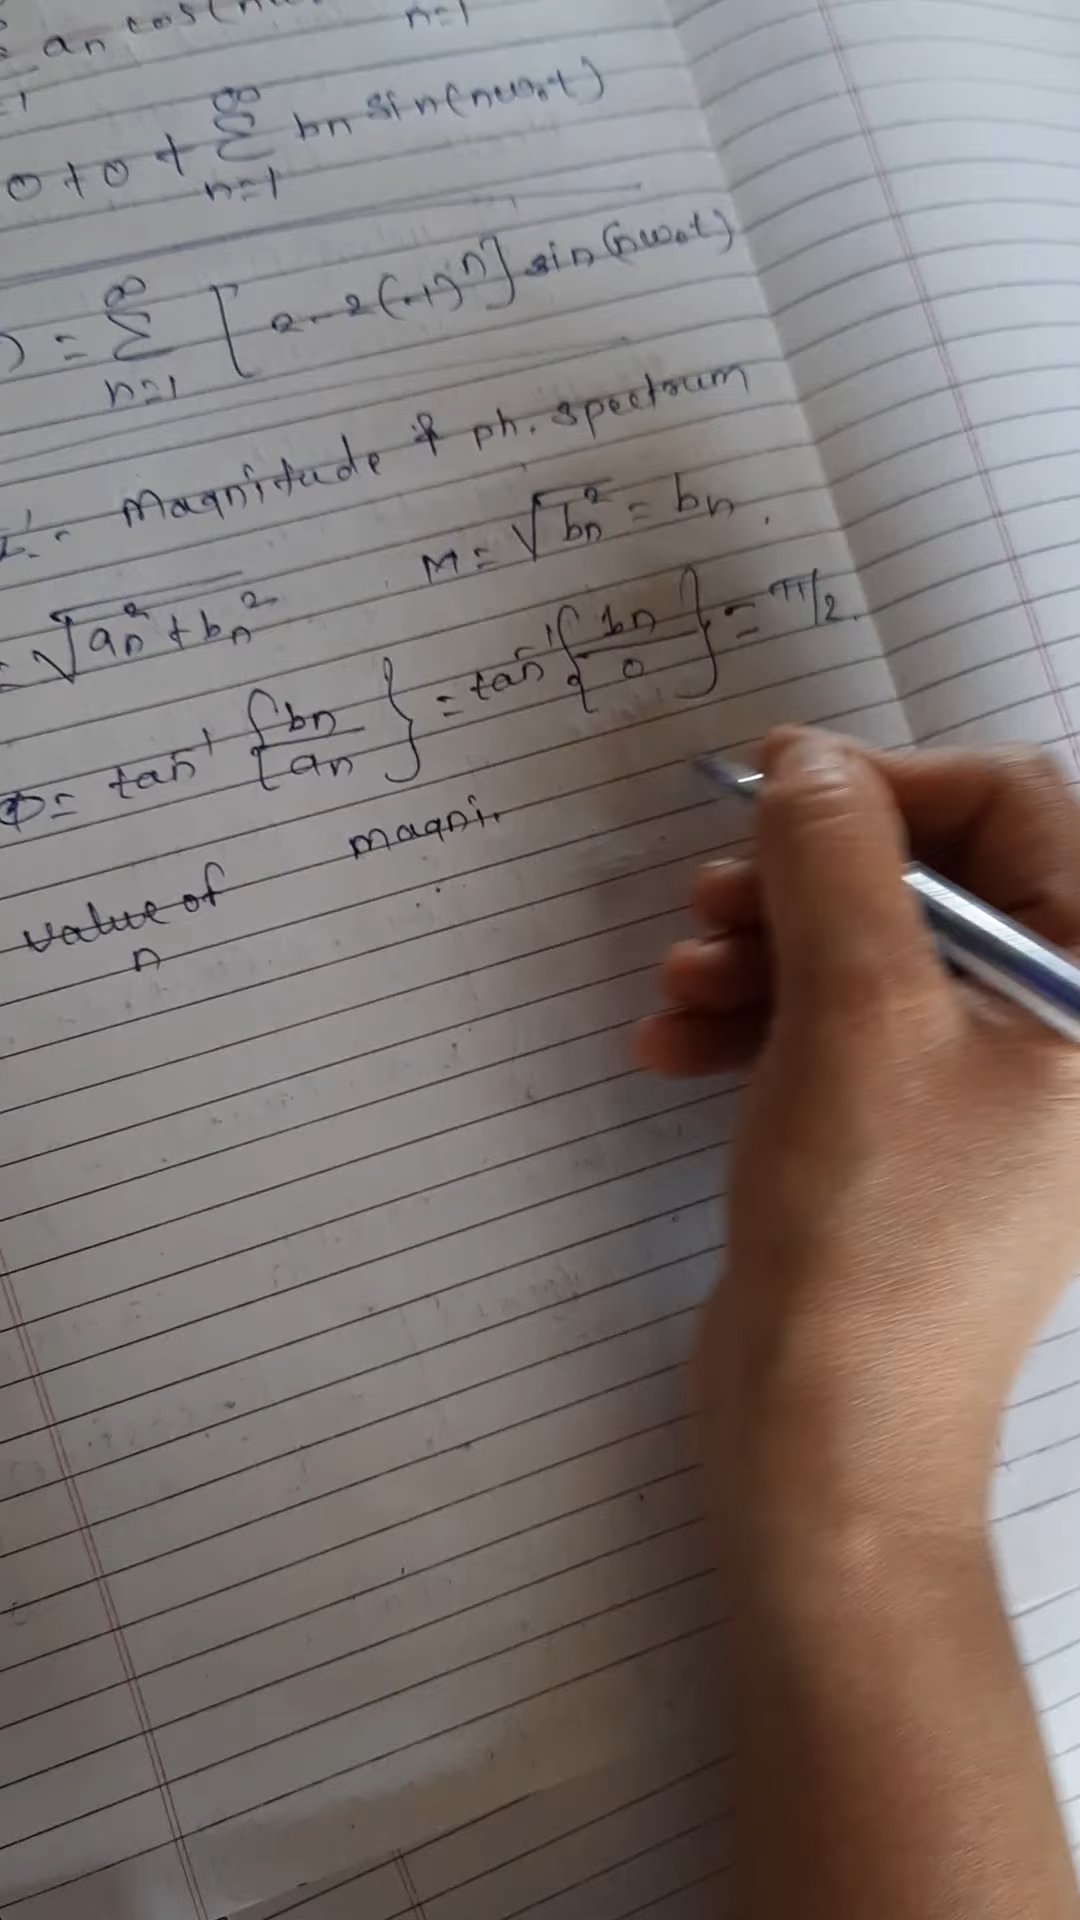 an cos(n
n=1
0 + 0 + ∞ Σ n=1 bn sin(nω₀t)
= ∞ Σ n=1 [2-2(-1)ⁿ] sin(nω₀t)
Magnitude & ph. spectrum
= √an² + bn² M = √bn² = bn.
Φ = tan⁻¹ {bn/an} = tan⁻¹ {bn/0} = π/2.
value of magni.
n